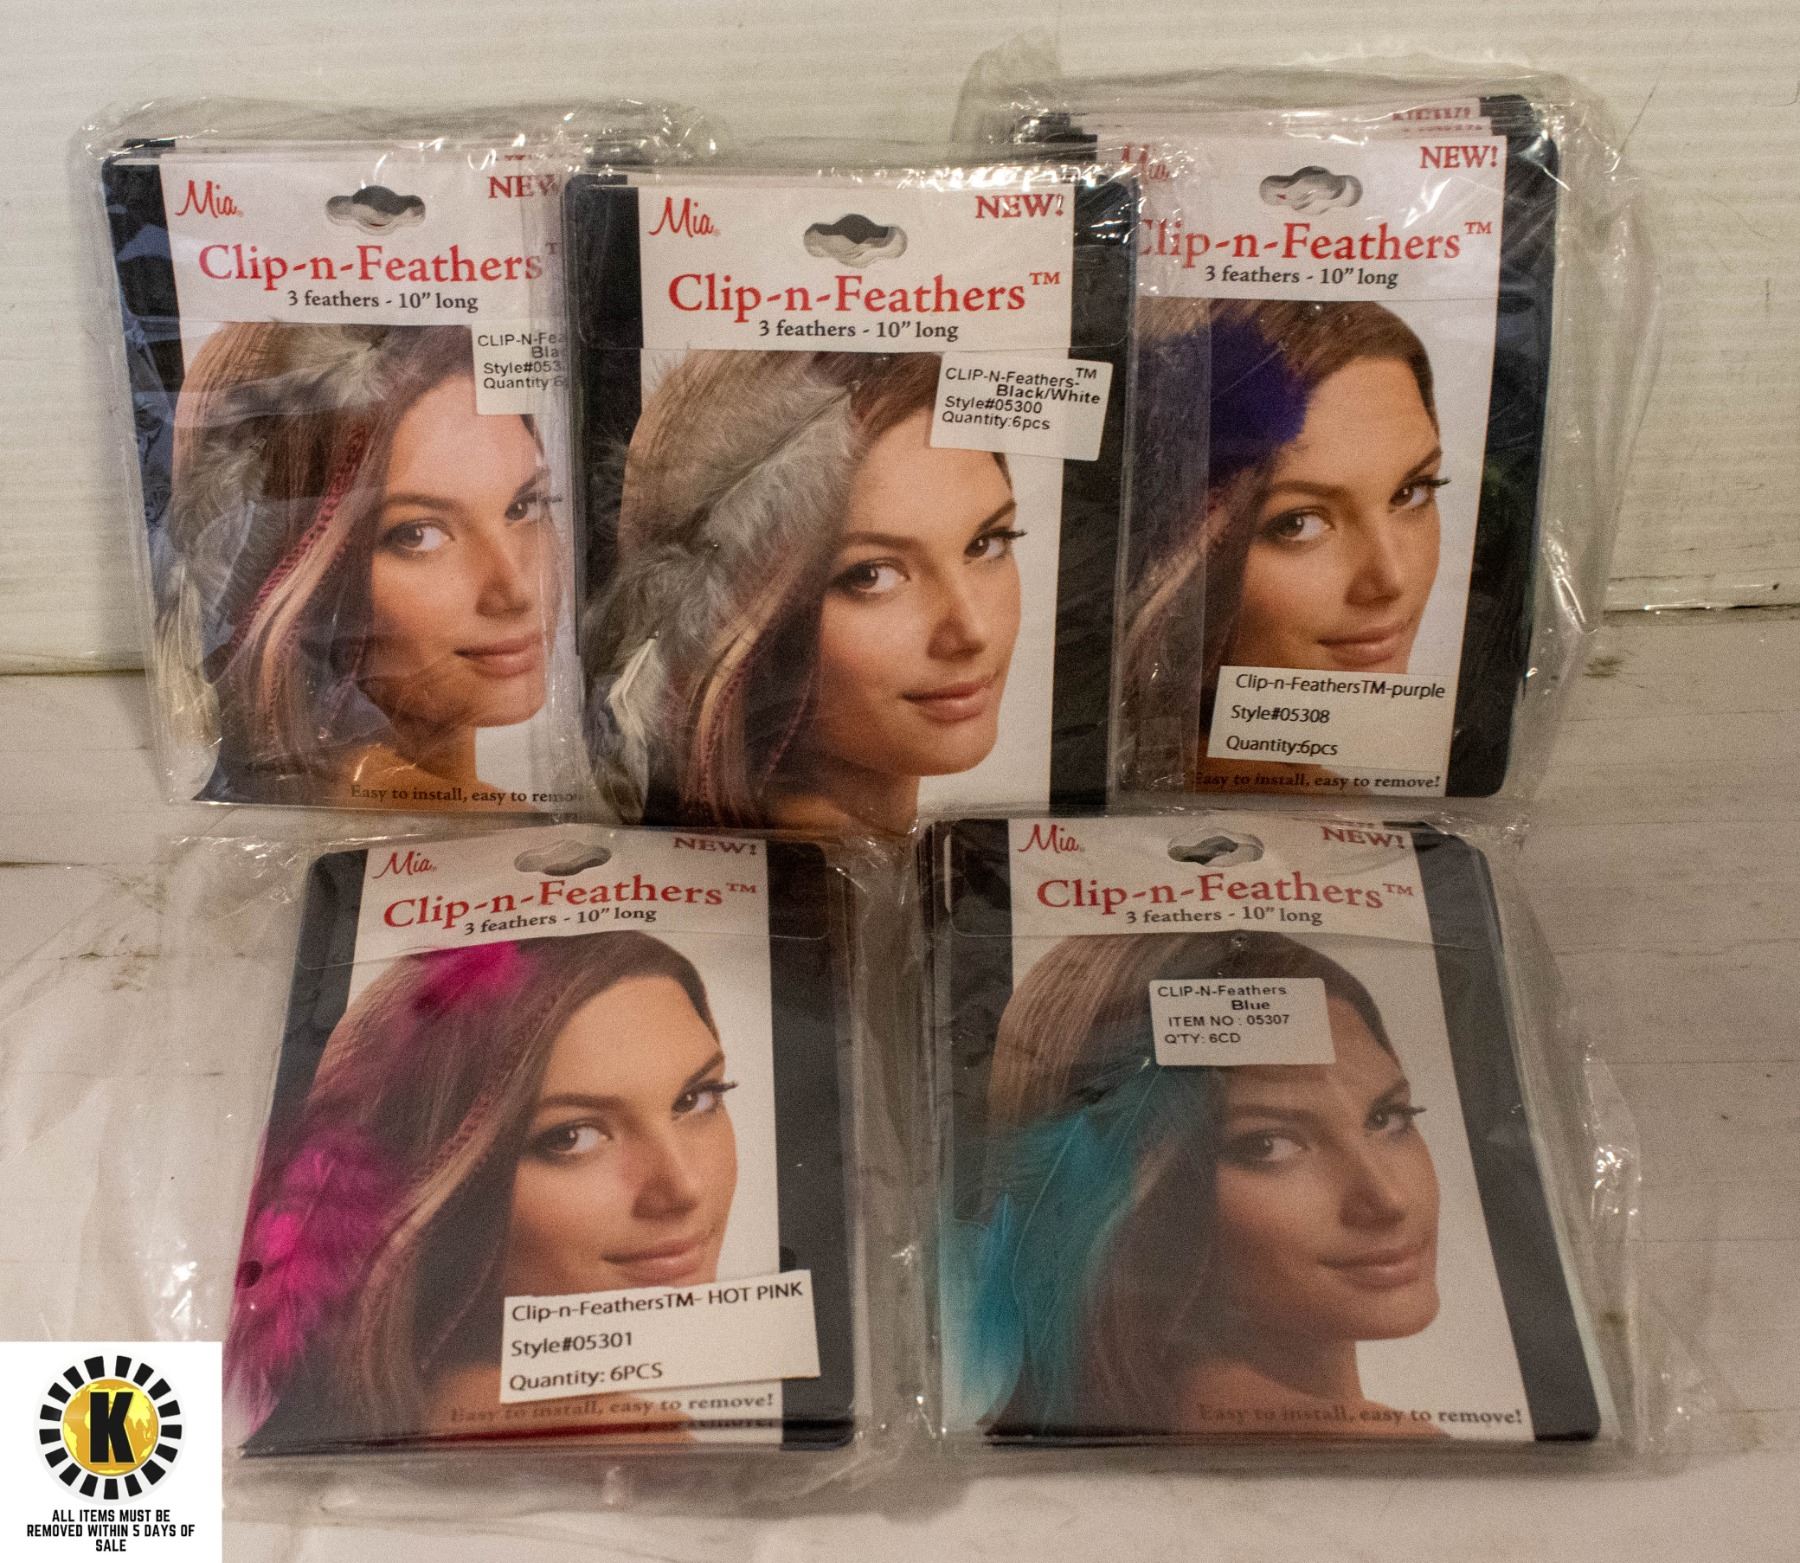 Mia
NEW
Clip-n-Feathers
3 feathers - 10" long
CLIP-N-Fea
Bla
Style#053
Quantity:6
Easy to install, easy to
Mia
NEW!
Clip-n-Feathers™
3 feathers - 10" long
CLIP-N-Feathers-™
Black/White
Style#05300
Quantity:6pcs
Mia
NEW!
Clip-n-Feathers™
3 feathers - 10" long
Clip-n-FeathersTM-purple
Style#05308
Quantity:6pcs
Easy to install, easy to remove!
Mia
NEW!
Clip-n-Feathers™
3 feathers - 10" long
Clip-n-FeathersTM- HOT PINK
Style#05301
Quantity: 6PCS
Easy to install, easy to remove!
Mia
NEW!
Clip-n-Feathers™
3 feathers - 10" long
CLIP-N-Feathers
Blue
ITEM NO : 05307
Q'TY: 6CD
Easy to install, easy to remove!
K
ALL ITEMS MUST BE
REMOVED WITHIN 5 DAYS OF
SALE